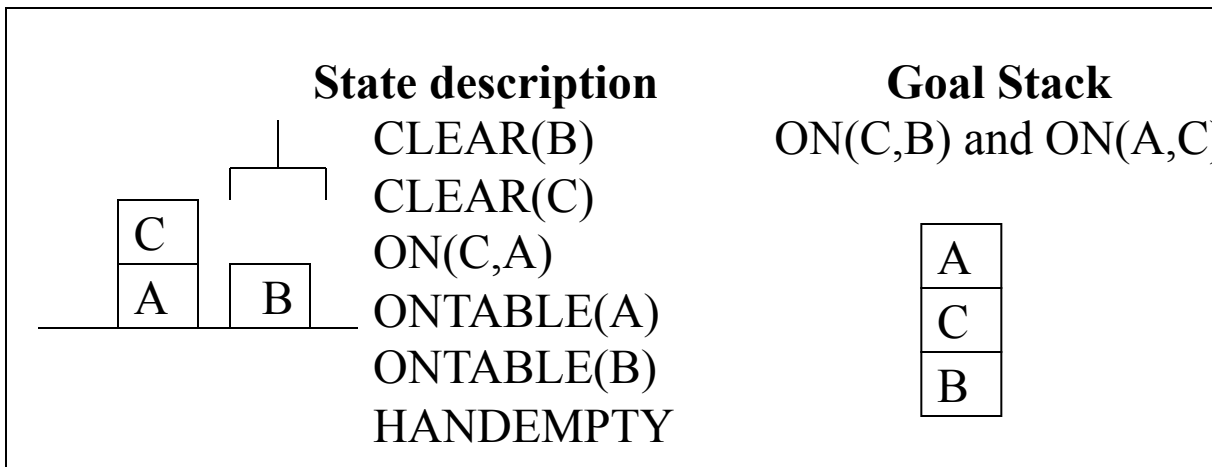 State description
CLEAR(B)
CLEAR(C)
ON(C,A)
ONTABLE(A)
ONTABLE(B)
HANDEMPTY
C
A B
Goal Stack
ON(C,B) and ON(A,C)
A
C
B